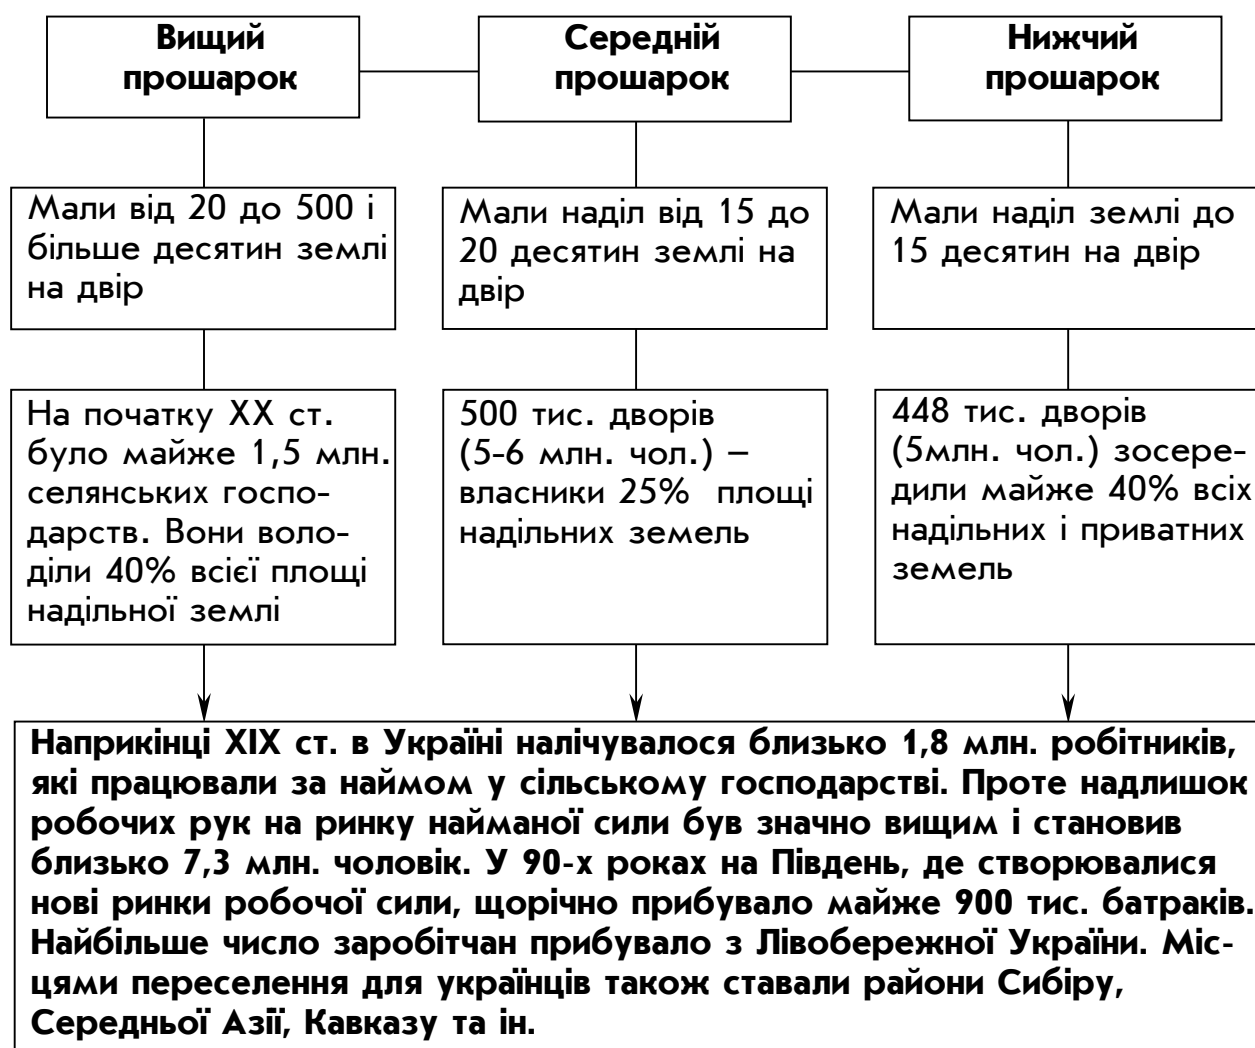 Вищий
прошарок
Середній
прошарок
Нижчий
прошарок
Мали від 20 до 500 і
більше десятин землі
на двір
Мали наділ від 15 до
20 десятин землі на
двір
Мали наділ землі до
15 десятин на двір
На початку XX ст.
було майже 1,5 млн.
селянських госпо-
дарств. Вони воло-
діли 40% всієї площі
надільної землі
500 тис. дворів
(5-6 млн. чол.) –
власники 25% площі
надільних земель
448 тис. дворів
(5млн. чол.) зосере-
дили майже 40% всіх
надільних і приватних
земель
Наприкінці XIX ст. в Україні налічувалося близько 1,8 млн. робітників,
які працювали за наймом у сільському господарстві. Проте надлишок
робочих рук на ринку найманої сили був значно вищим і становив
близько 7,3 млн. чоловік. У 90-х роках на Південь, де створювалися
нові ринки робочої сили, щорічно прибувало майже 900 тис. батраків.
Найбільше число заробітчан прибувало з Лівобережної України. Міс-
цями переселення для українців також ставали райони Сибіру,
Середньої Азії, Кавказу та ін.